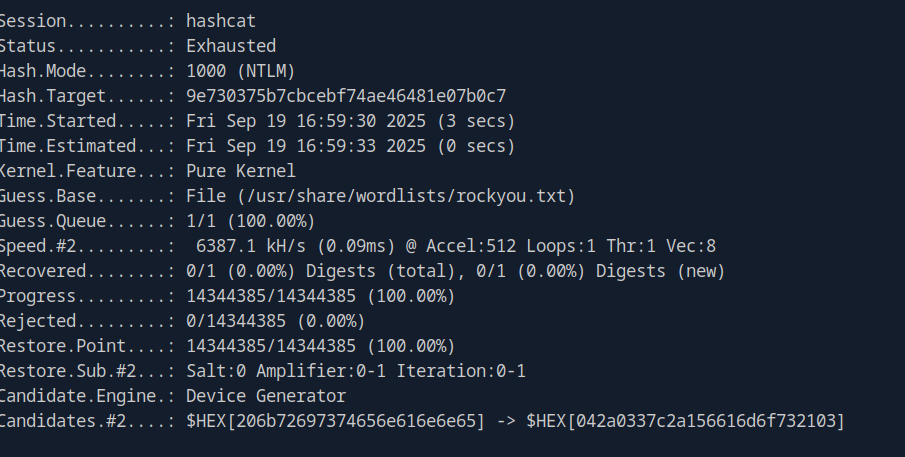 Session..........: hashcat
Status...........: Exhausted
Hash.Mode........: 1000 (NTLM)
Hash.Target......: 9e730375b7cbcebf74ae46481e07b0c7
Time.Started.....: Fri Sep 19 16:59:30 2025 (3 secs)
Time.Estimated...: Fri Sep 19 16:59:33 2025 (0 secs)
Kernel.Feature...: Pure Kernel
Guess.Base.......: File (/usr/share/wordlists/rockyou.txt)
Guess.Queue......: 1/1 (100.00%)
Speed.#2.........:  6387.1 kH/s (0.09ms) @ Accel:512 Loops:1 Thr:1 Vec:8
Recovered........: 0/1 (0.00%) Digests (total), 0/1 (0.00%) Digests (new)
Progress.........: 14344385/14344385 (100.00%)
Rejected.........: 0/14344385 (0.00%)
Restore.Point....: 14344385/14344385 (100.00%)
Restore.Sub.#2...: Salt:0 Amplifier:0-1 Iteration:0-1
Candidate.Engine.: Device Generator
Candidates.#2....: $HEX[206b72697374656e616e6e65] -> $HEX[042a0337c2a156616d6f732103]